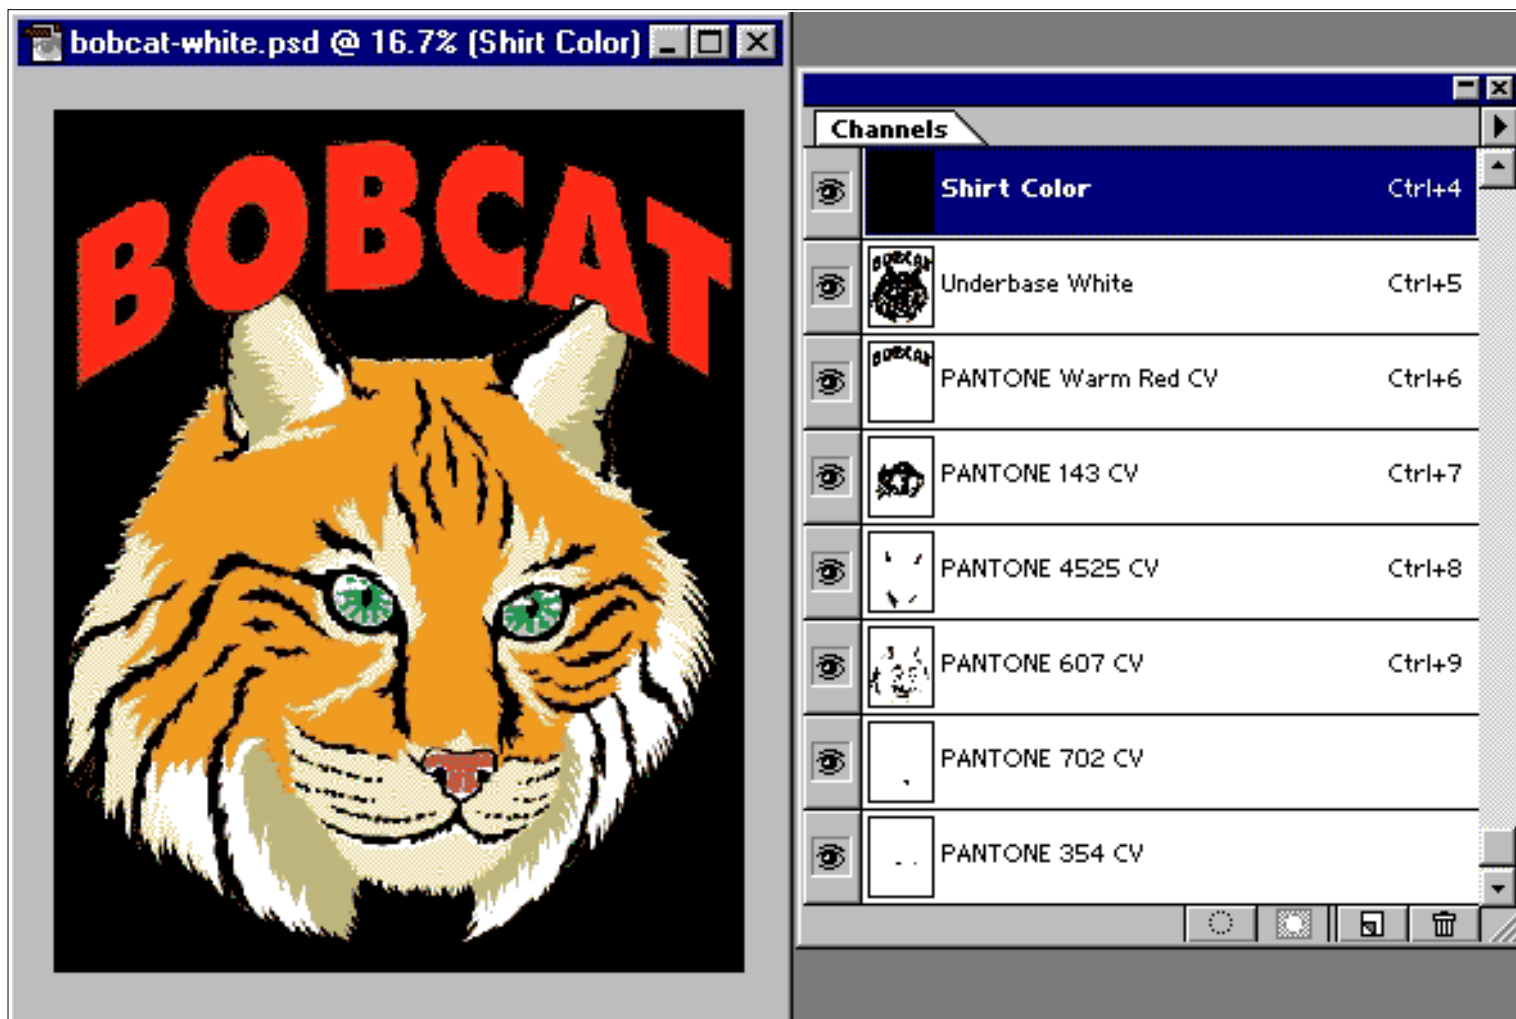 bobcat-white.psd @ 16.7% (Shirt Color)
BOBCAT
Channels
Shirt Color Ctrl+4
BOBCAT
Underbase White Ctrl+5
BOBCAT
PANTONE Warm Red CV Ctrl+6
PANTONE 143 CV Ctrl+7
PANTONE 4525 CV Ctrl+8
PANTONE 607 CV Ctrl+9
PANTONE 702 CV
PANTONE 354 CV